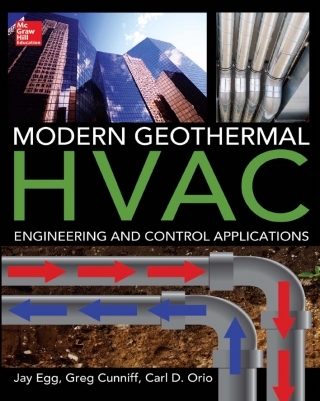 Mc
Graw
Hill
Education
MODERN GEOTHERMAL
HVAC
ENGINEERING AND CONTROL APPLICATIONS
Jay Egg, Greg Cunniff, Carl D. Orio